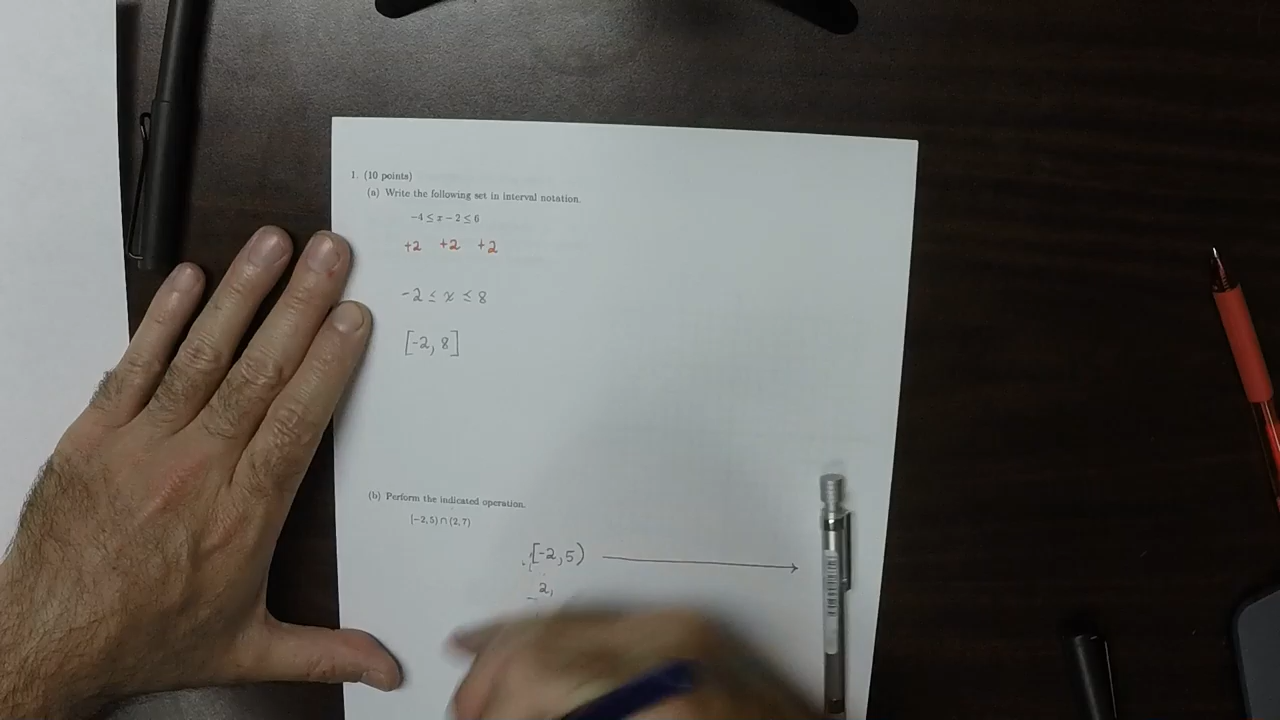 1. (10 points)
(a) Write the following set in interval notation.
−4 ≤ x − 2 ≤ 6
+2 +2 +2
-2 ≤ x ≤ 8
[-2, 8]
(b) Perform the indicated operation.
[−2, 5) ∩ (2, 7)
[-2, 5)
2,